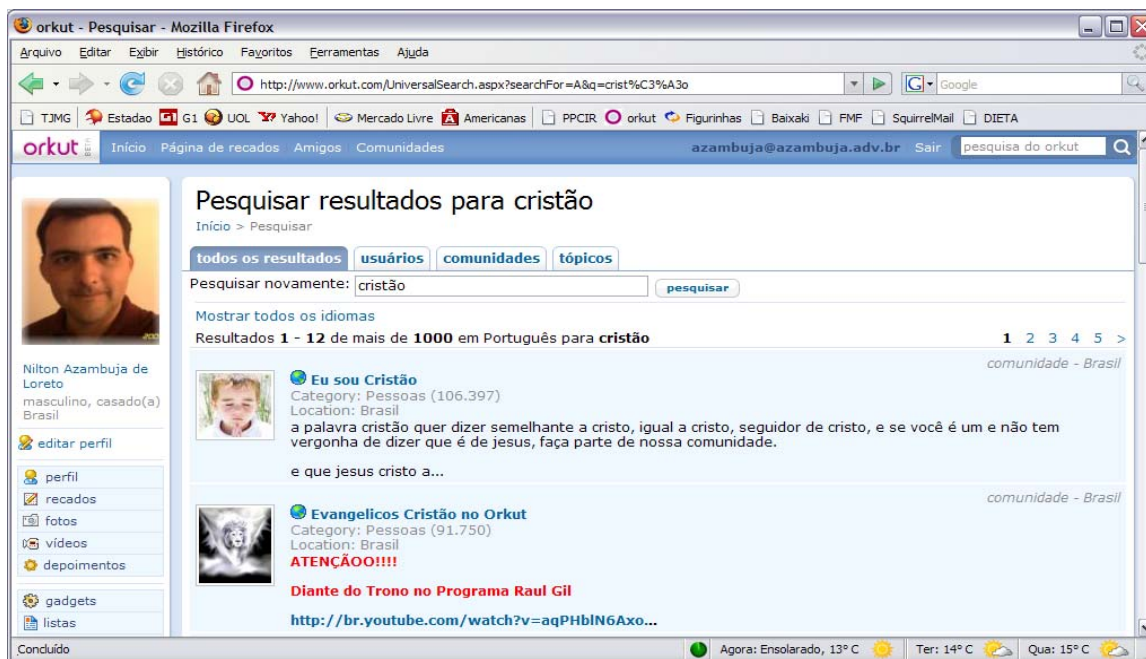 orkut - Pesquisar - Mozilla Firefox
Arquivo Editar Exibir Histórico Favoritos Ferramentas Ajuda
http://www.orkut.com/UniversalSearch.aspx?searchFor=A&q=crist%C3%A3o
Google
TJMG Estadao G1 UOL Yahoo! Mercado Livre Americanas PPCIR orkut Figurinhas Baixaki FMF SquirrelMail DIETA
orkut Início Página de recados Amigos Comunidades azambuja@azambuja.adv.br Sair pesquisa do orkut
Pesquisar resultados para cristão
Início > Pesquisar
todos os resultados usuários comunidades tópicos
Pesquisar novamente: cristão pesquisar
Mostrar todos os idiomas
Resultados 1 - 12 de mais de 1000 em Português para cristão 1 2 3 4 5 >
comunidade - Brasil
Eu sou Cristão
Category: Pessoas (106.397)
Location: Brasil
a palavra cristão quer dizer semelhante a cristo, igual a cristo, seguidor de cristo, e se você é um e não tem
vergonha de dizer que é de jesus, faça parte de nossa comunidade.
e que jesus cristo a...
comunidade - Brasil
Evangelicos Cristão no Orkut
Category: Pessoas (91.750)
Location: Brasil
ATENÇÃOO!!!!
Diante do Trono no Programa Raul Gil
http://br.youtube.com/watch?v=aqPHblN6Axo...
Nilton Azambuja de
Loreto
masculino, casado(a)
Brasil
editar perfil
perfil
recados
fotos
vídeos
depoimentos
gadgets
listas
Concluído Agora: Ensolarado, 13° C Ter: 14° C Qua: 15° C